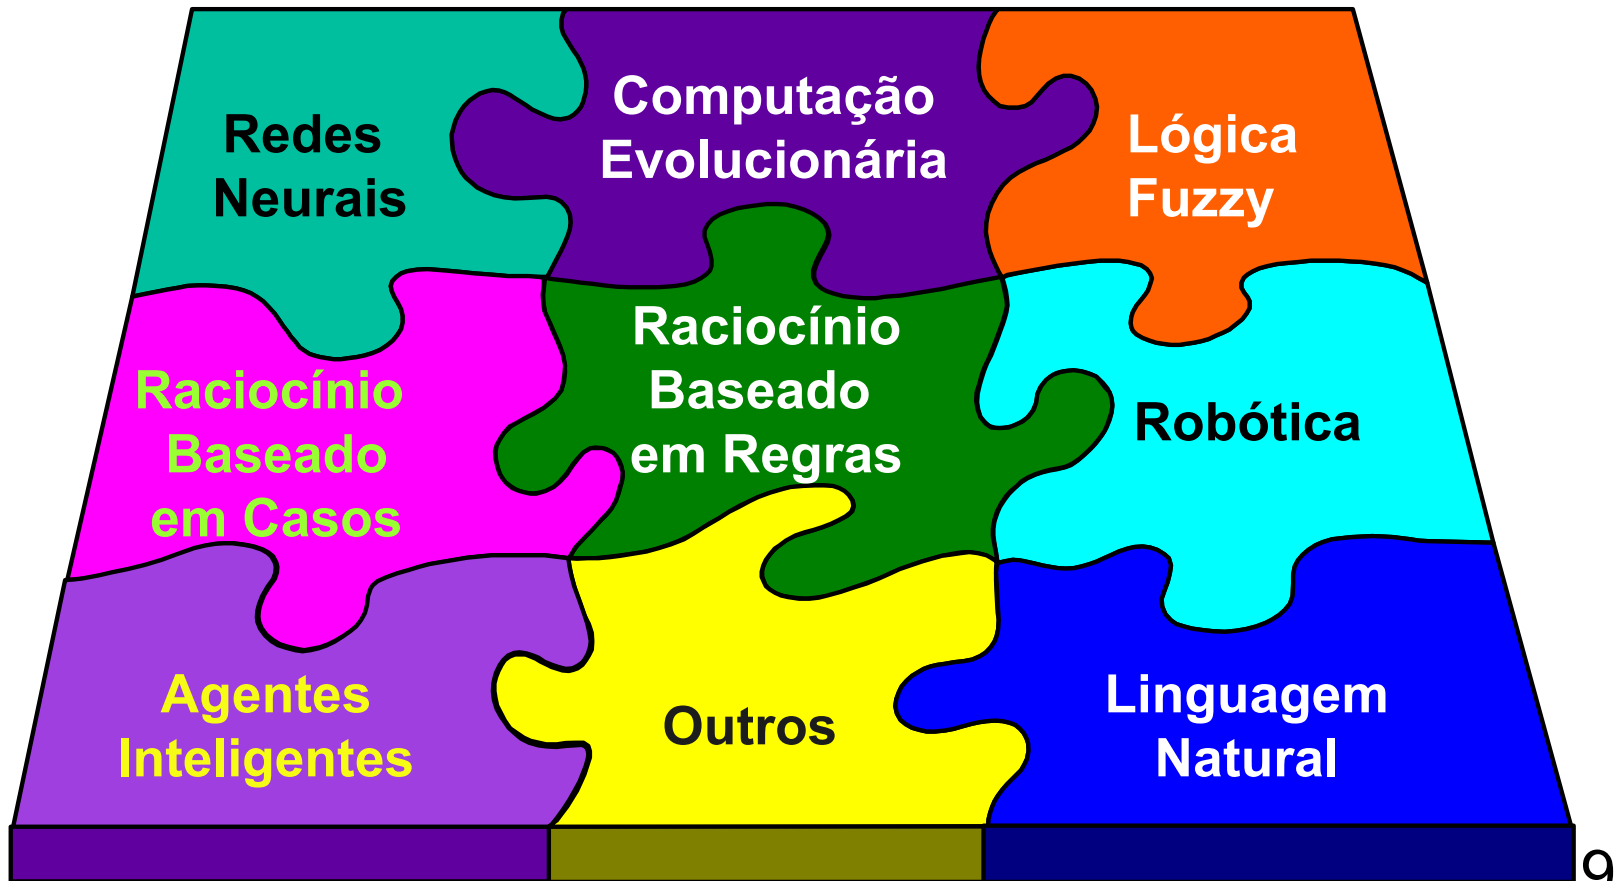 Redes
Neurais
Computação
Evolucionária
Lógica
Fuzzy
Raciocínio
Baseado
em Casos
Raciocínio
Baseado
em Regras
Robótica
Agentes
Inteligentes
Outros
Linguagem
Natural
9